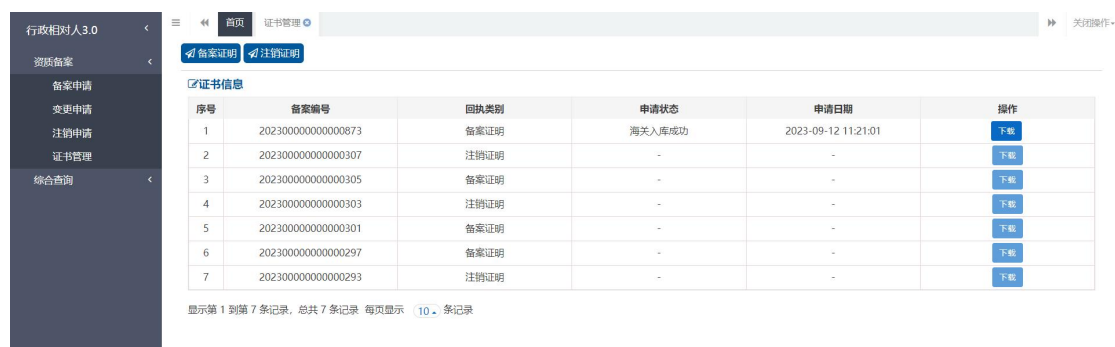 行政相对人3.0
首页 证书管理 关闭操作
备案证明 注销证明
资质备案
备案申请
变更申请
注销申请
证书管理
综合查询
证书信息
序号 备案编号 回执类别 申请状态 申请日期 操作
1 202300000000000873 备案证明 海关入库成功 2023-09-12 11:21:01 下载
2 202300000000000307 注销证明 - - 下载
3 202300000000000305 备案证明 - - 下载
4 202300000000000303 注销证明 - - 下载
5 202300000000000301 备案证明 - - 下载
6 202300000000000297 备案证明 - - 下载
7 202300000000000293 注销证明 - - 下载
显示第 1 到第 7 条记录，总共 7 条记录 每页显示 10 条记录